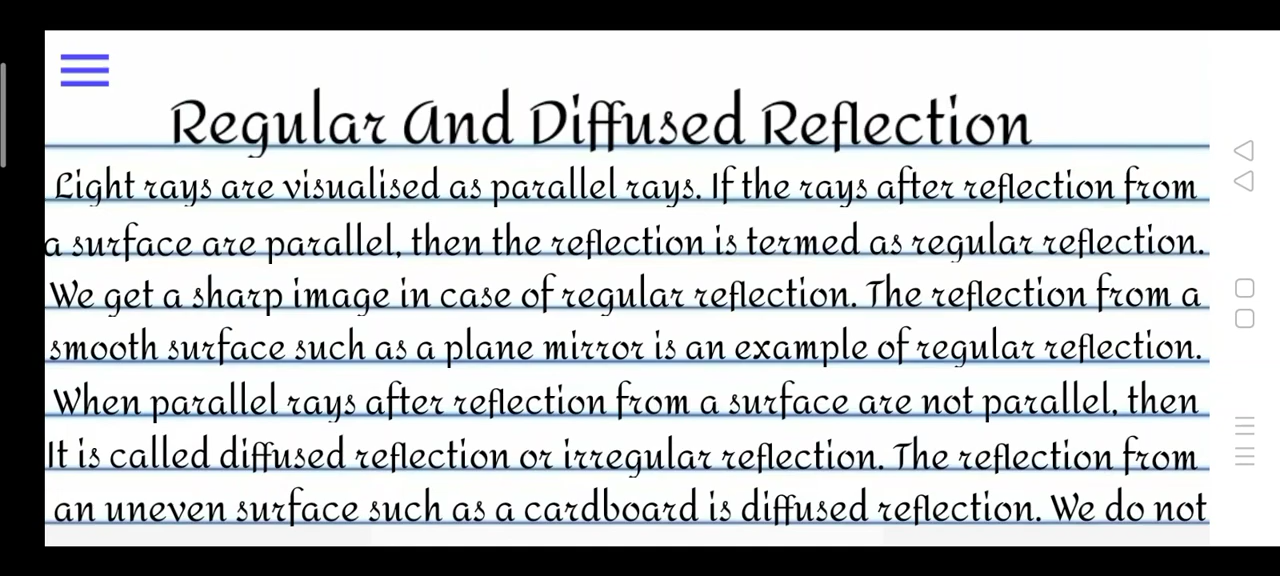 Regular And Diffused Reflection
Light rays are visualised as parallel rays. If the rays after reflection from
a surface are parallel, then the reflection is termed as regular reflection.
We get a sharp image in case of regular reflection. The reflection from a
smooth surface such as a plane mirror is an example of regular reflection.
When parallel rays after reflection from a surface are not parallel, then
It is called diffused reflection or irregular reflection. The reflection from
an uneven surface such as a cardboard is diffused reflection. We do not